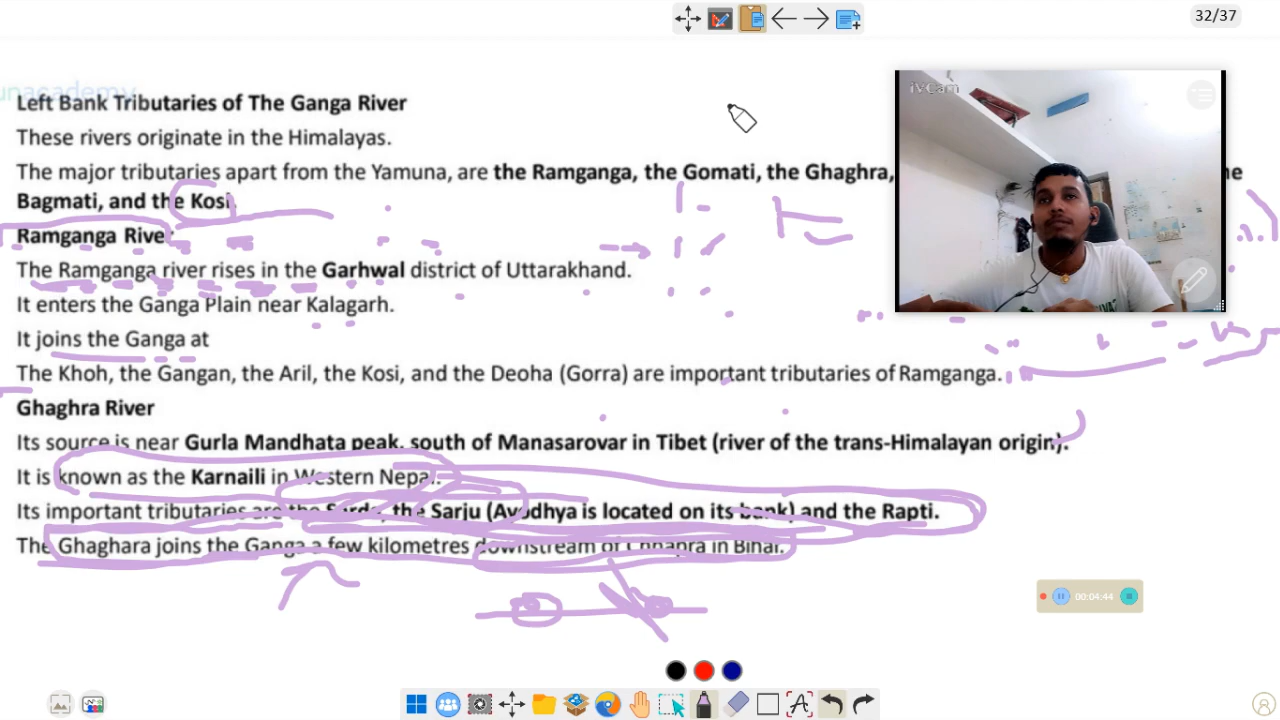 32/37
unacademy
Left Bank Tributaries of The Ganga River
These rivers originate in the Himalayas.
The major tributaries apart from the Yamuna, are the Ramganga, the Gomati, the Ghaghra,
Bagmati, and the Kosi.
Ramganga River
The Ramganga river rises in the Garhwal district of Uttarakhand.
It enters the Ganga Plain near Kalagarh.
It joins the Ganga at
The Khoh, the Gangan, the Aril, the Kosi, and the Deoha (Gorra) are important tributaries of Ramganga.
Ghaghra River
Its source is near Gurla Mandhata peak, south of Manasarovar in Tibet (river of the trans-Himalayan origin).
It is known as the Karnaili in Western Nepal.
Its important tributaries are the Sarda, the Sarju (Ayodhya is located on its bank) and the Rapti.
The Ghaghara joins the Ganga a few kilometres downstream of Chhapra in Bihar.
iVCam
00:04:44